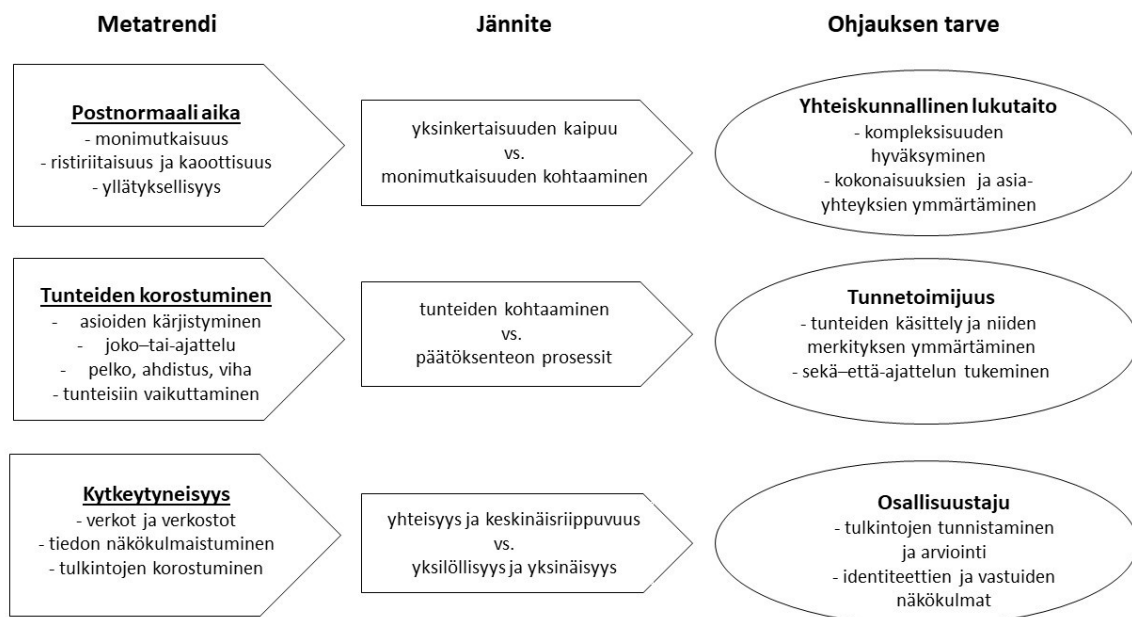 Metatrendi
Jännite
Ohjauksen tarve
Postnormaali aika
- monimutkaisuus
- ristiriitaisuus ja kaoottisuus
- yllätyksellisyys
yksinkertaisuuden kaipuu
vs.
monimutkaisuuden kohtaaminen
Yhteiskunnallinen lukutaito
- kompleksisuuden
hyväksyminen
- kokonaisuuksien ja asia-
yhteyksien ymmärtäminen
Tunteiden korostuminen
- asioiden kärjistyminen
- joko–tai-ajattelu
- pelko, ahdistus, viha
- tunteisiin vaikuttaminen
tunteiden kohtaaminen
vs.
päätöksenteon prosessit
Tunnetoimijuus
- tunteiden käsittely ja niiden
merkityksen ymmärtäminen
- sekä–että-ajattelun tukeminen
Kytkeytyneisyys
- verkot ja verkostot
- tiedon näkökulmaistuminen
- tulkintojen korostuminen
yhteisyys ja keskinäisriippuvuus
vs.
yksilöllisyys ja yksinäisyys
Osallisuustaju
- tulkintojen tunnistaminen
ja arviointi
- identiteettien ja vastuiden
näkökulmat